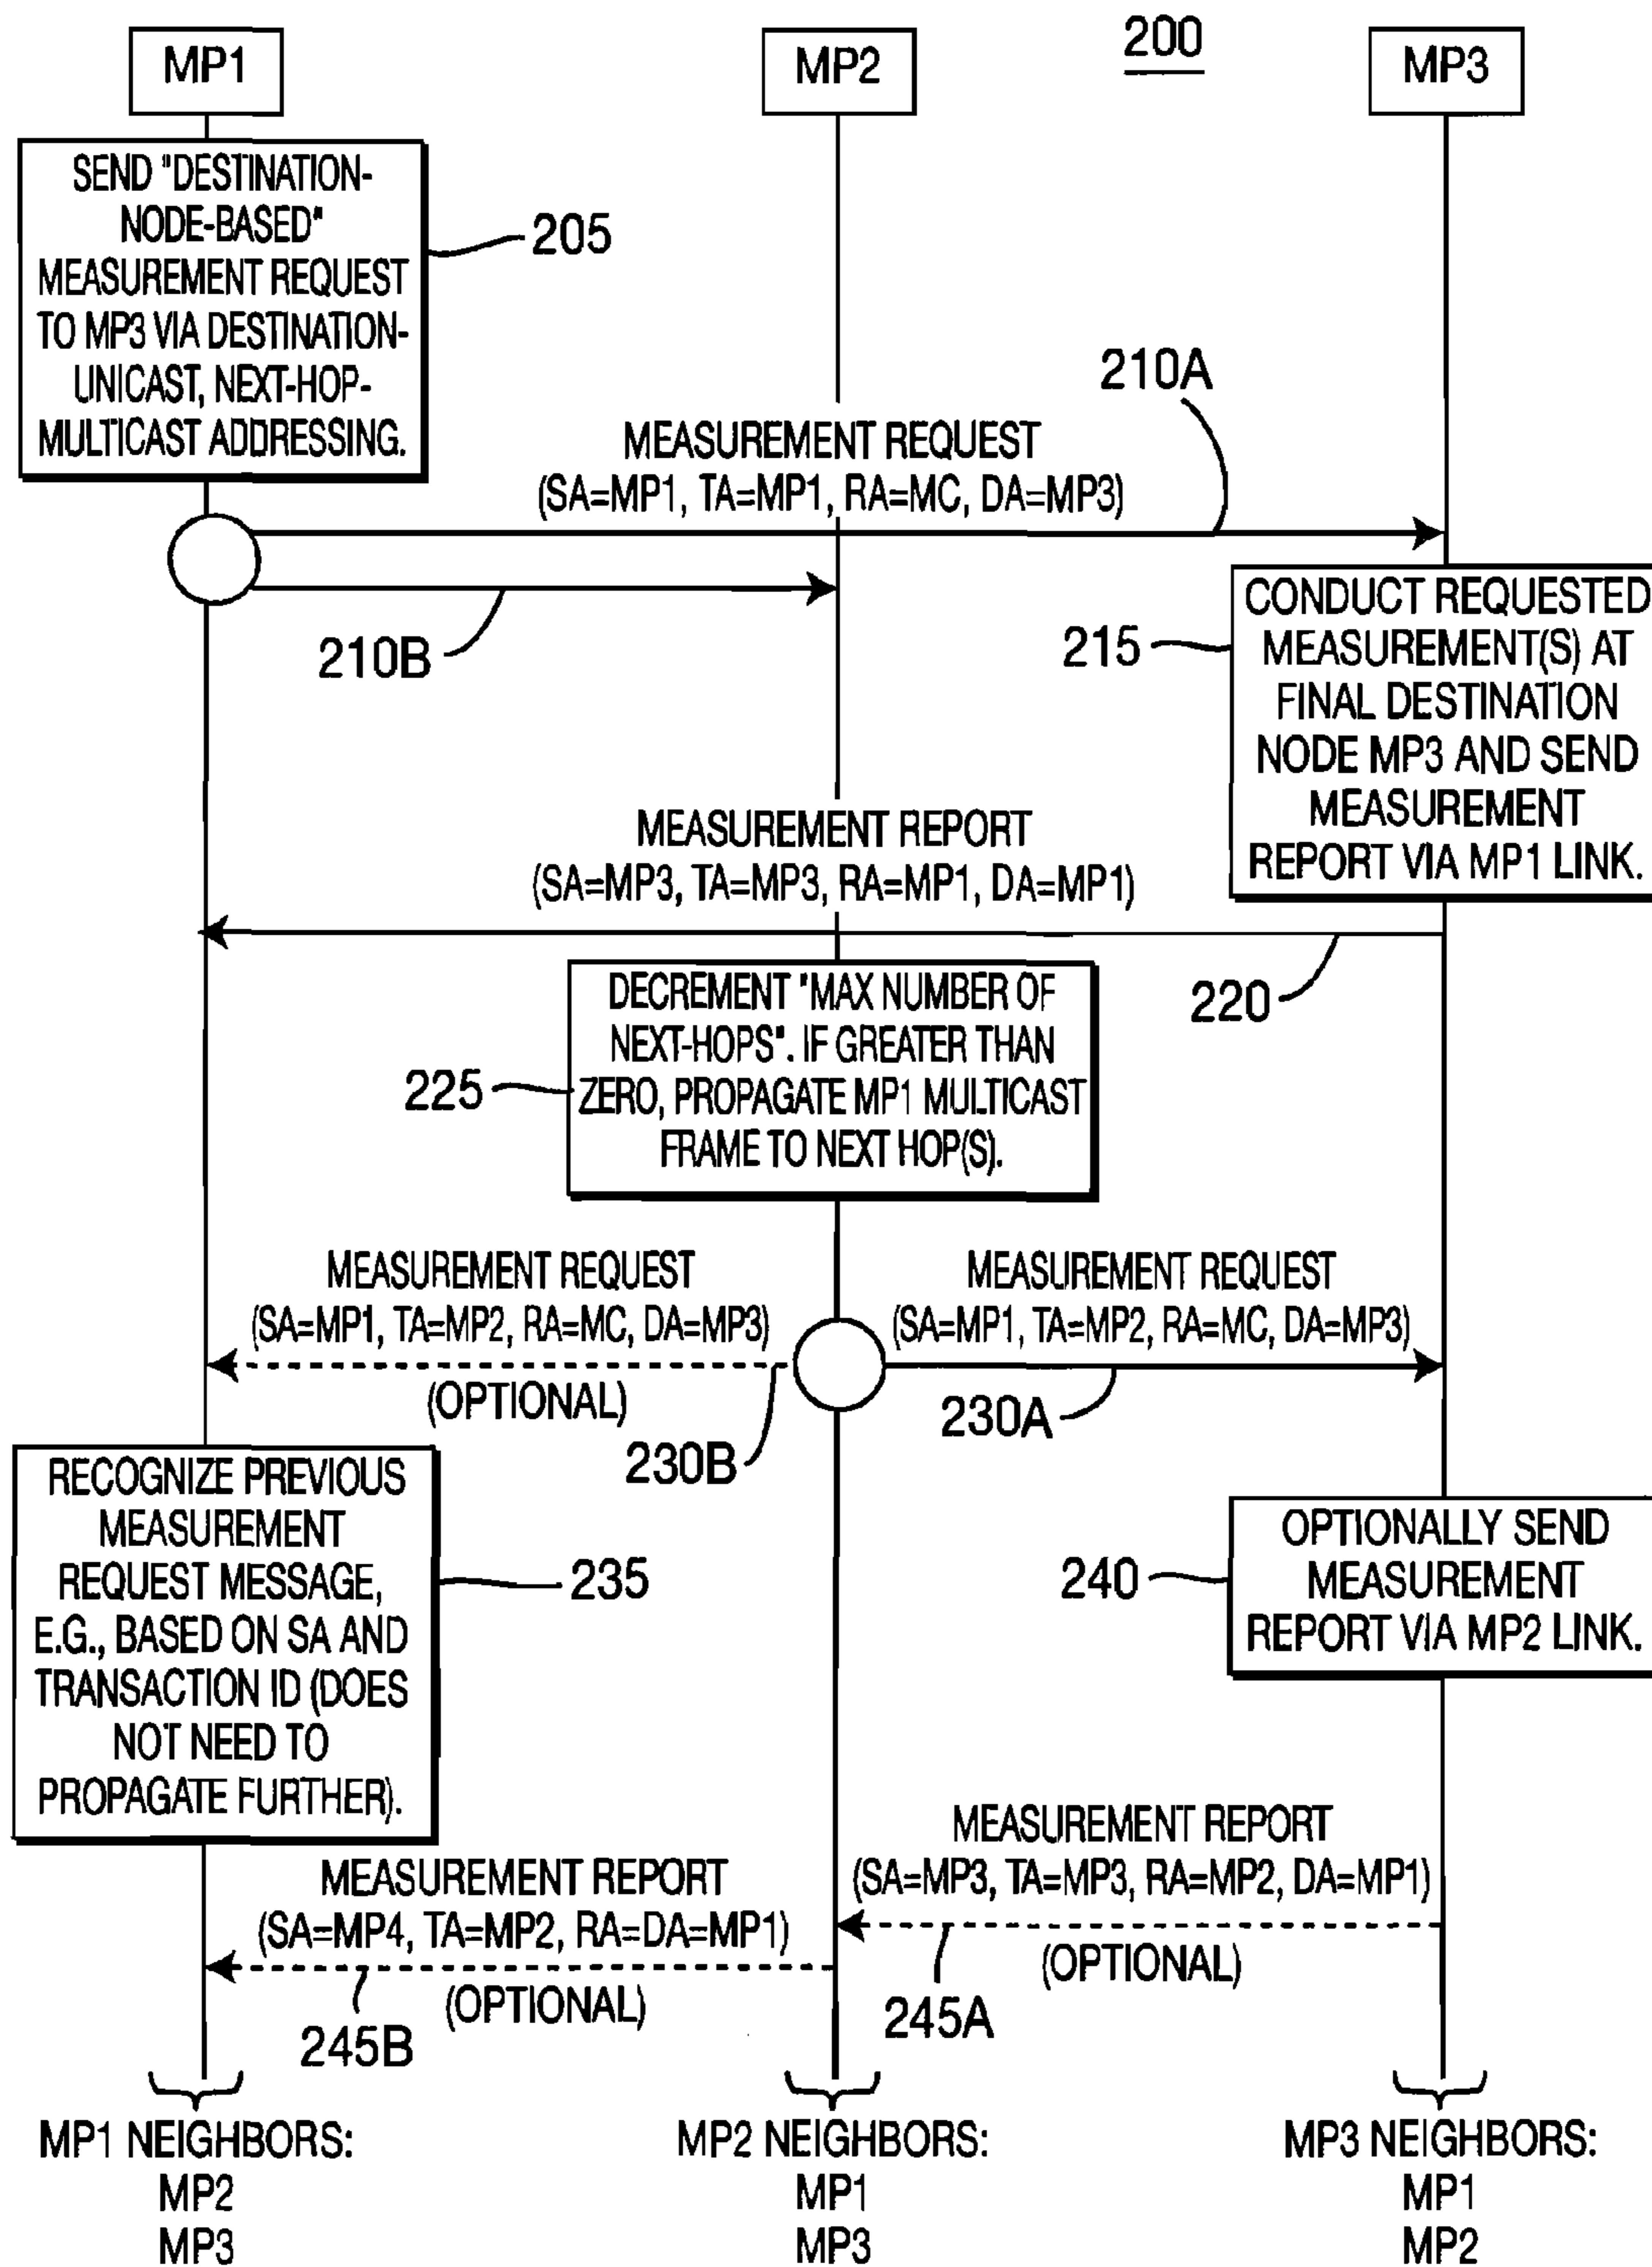 200
MP1
MP2
MP3
SEND "DESTINATION-
NODE-BASED"
MEASUREMENT REQUEST
TO MP3 VIA DESTINATION-
UNICAST, NEXT-HOP-
MULTICAST ADDRESSING.
205
210A
MEASUREMENT REQUEST
(SA=MP1, TA=MP1, RA=MC, DA=MP3)
210B
215
CONDUCT REQUESTED
MEASUREMENT(S) AT
FINAL DESTINATION
NODE MP3 AND SEND
MEASUREMENT
REPORT VIA MP1 LINK.
MEASUREMENT REPORT
(SA=MP3, TA=MP3, RA=MP1, DA=MP1)
220
225
DECREMENT "MAX NUMBER OF
NEXT-HOPS". IF GREATER THAN
ZERO, PROPAGATE MP1 MULTICAST
FRAME TO NEXT HOP(S).
MEASUREMENT REQUEST
(SA=MP1, TA=MP2, RA=MC, DA=MP3)
(OPTIONAL)
230B
MEASUREMENT REQUEST
(SA=MP1, TA=MP2, RA=MC, DA=MP3)
230A
RECOGNIZE PREVIOUS
MEASUREMENT
REQUEST MESSAGE,
E.G., BASED ON SA AND
TRANSACTION ID (DOES
NOT NEED TO
PROPAGATE FURTHER).
235
240
OPTIONALLY SEND
MEASUREMENT
REPORT VIA MP2 LINK.
MEASUREMENT REPORT
(SA=MP3, TA=MP3, RA=MP2, DA=MP1)
(OPTIONAL)
245A
MEASUREMENT REPORT
(SA=MP4, TA=MP2, RA=DA=MP1)
(OPTIONAL)
245B
MP1 NEIGHBORS:
MP2
MP3
MP2 NEIGHBORS:
MP1
MP3
MP3 NEIGHBORS:
MP1
MP2